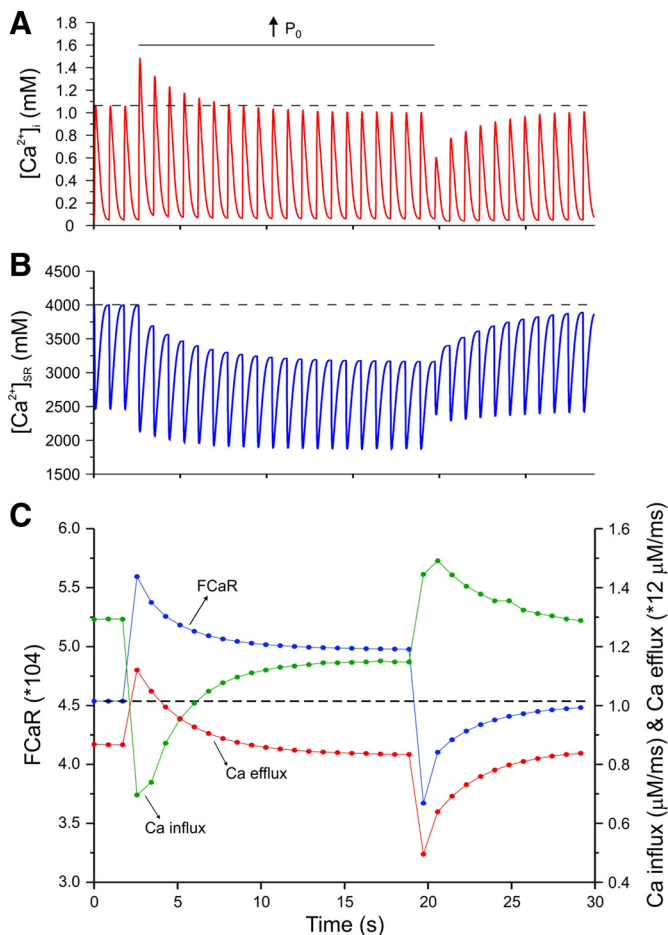 A
↑ P0
1.8
1.6
1.4
1.2
1.0
0.8
0.6
0.4
0.2
0
[Ca2+]i (mM)
B
4500
4000
3500
3000
2500
2000
1500
[Ca2+]SR (mM)
C
6.0
5.5
5.0
4.5
4.0
3.5
3.0
FCaR (*104)
FCaR
Ca efflux
Ca influx
1.6
1.4
1.2
1.0
0.8
0.6
0.4
Ca influx (μM/ms) & Ca efflux (*12 μM/ms)
0 5 10 15 20 25 30
Time (s)